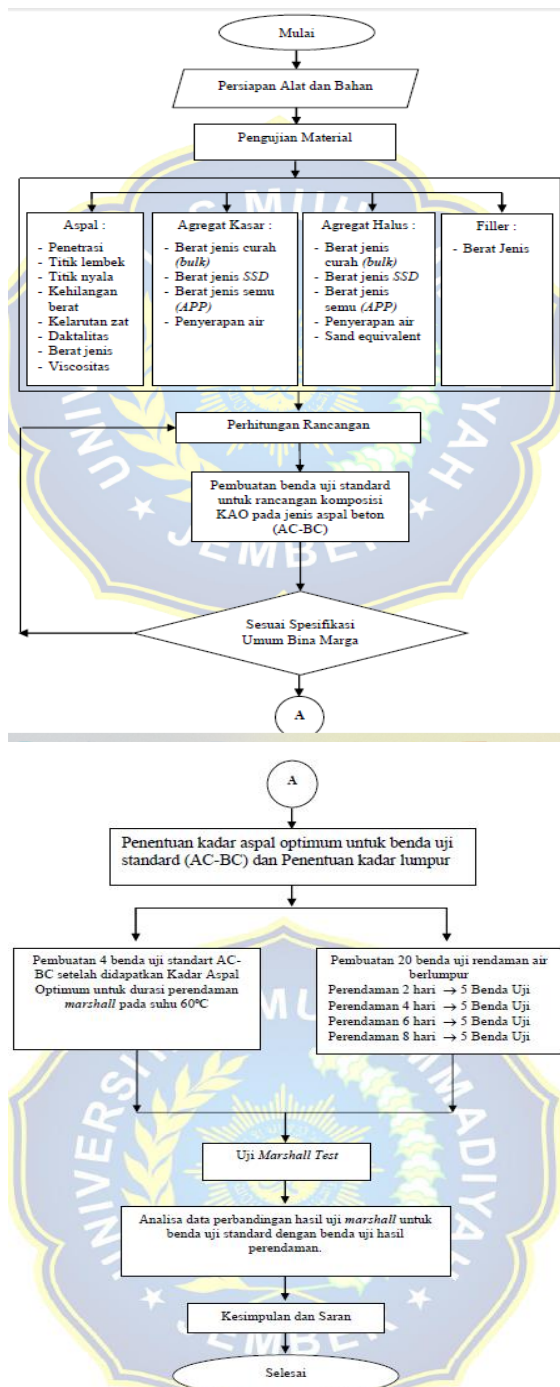 Mulai
Persiapan Alat dan Bahan
Pengujian Material
Aspal :
- Penetrasi
- Titik lembek
- Titik nyala
- Kehilangan
berat
- Kelarutan zat
- Daktalitas
- Berat jenis
- Viscositas
Agregat Kasar :
- Berat jenis curah
(bulk)
- Berat jenis SSD
- Berat jenis semu
(APP)
- Penyerapan air
Agregat Halus :
- Berat jenis
curah (bulk)
- Berat jenis SSD
- Berat jenis
semu (APP)
- Penyerapan air
- Sand equivalent
Filler :
- Berat Jenis
Perhitungan Rancangan
Pembuatan benda uji standard
untuk rancangan komposisi
KAO pada jenis aspal beton
(AC-BC)
Sesuai Spesifikasi
Umum Bina Marga
A
A
Penentuan kadar aspal optimum untuk benda uji
standard (AC-BC) dan Penentuan kadar lumpur
Pembuatan 4 benda uji standart AC-
BC setelah didapatkan Kadar Aspal
Optimum untuk durasi perendaman
marshall pada suhu 60ºC
Pembuatan 20 benda uji rendaman air
berlumpur
Perendaman 2 hari → 5 Benda Uji
Perendaman 4 hari → 5 Benda Uji
Perendaman 6 hari → 5 Benda Uji
Perendaman 8 hari → 5 Benda Uji
Uji Marshall Test
Analisa data perbandingan hasil uji marshall untuk
benda uji standard dengan benda uji hasil
perendaman.
Kesimpulan dan Saran
Selesai
JEMBER